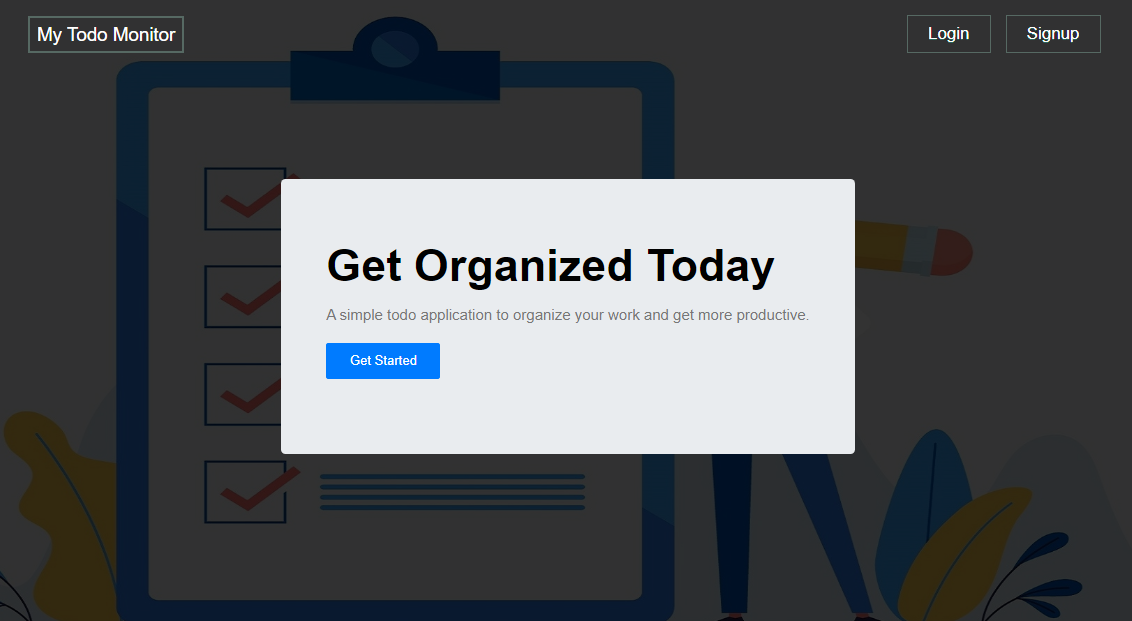 My Todo Monitor
Login
Signup
Get Organized Today
A simple todo application to organize your work and get more productive.
Get Started